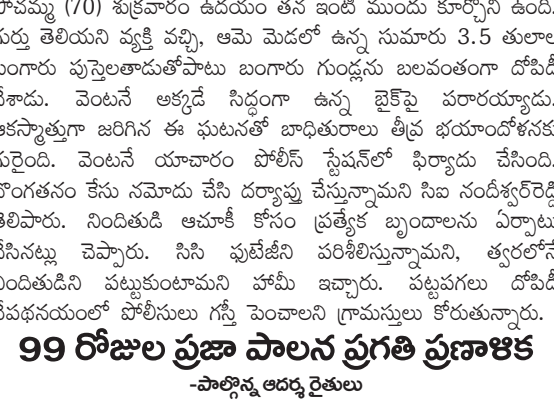 పోచమ్మ (70) శుక్రవారం ఉదయం తన ఇంటి ముందు కూర్చొని ఉంది.
గుర్తు తెలియని వ్యక్తి వచ్చి, ఆమె మెడలో ఉన్న సుమారు 3.5 తులాల
బంగారు పుస్తెలతాడుతోపాటు బంగారు గుండ్లను బలవంతంగా దోపిడీ
చేశాడు. వెంటనే అక్కడే సిద్ధంగా ఉన్న బైక్‌పై పరారయ్యాడు.
ఆకస్మాత్తుగా జరిగిన ఈ ఘటనతో బాధితురాలు తీవ్ర భయాందోళనకు
గురైంది. వెంటనే యాచారం పోలీస్ స్టేషన్‌లో ఫిర్యాదు చేసింది.
దొంగతనం కేసు నమోదు చేసి దర్యాప్తు చేస్తున్నామని సిఐ నందీశ్వర్‌రెడ్డి
తెలిపారు. నిందితుడి ఆచూకీ కోసం ప్రత్యేక బృందాలను ఏర్పాటు
చేసినట్లు చెప్పారు. సిసి ఫుటేజీని పరిశీలిస్తున్నామని, త్వరలోనే
నిందితుడిని పట్టుకుంటామని హామీ ఇచ్చారు. పట్టపగలు దోపిడీ
నేపథనయంలో పోలీసులు గస్తీ పెంచాలని గ్రామస్తులు కోరుతున్నారు.
99 రోజుల ప్రజా పాలన ప్రగతి ప్రణాళిక
-పాల్గొన్న ఆదర్శ రైతులు